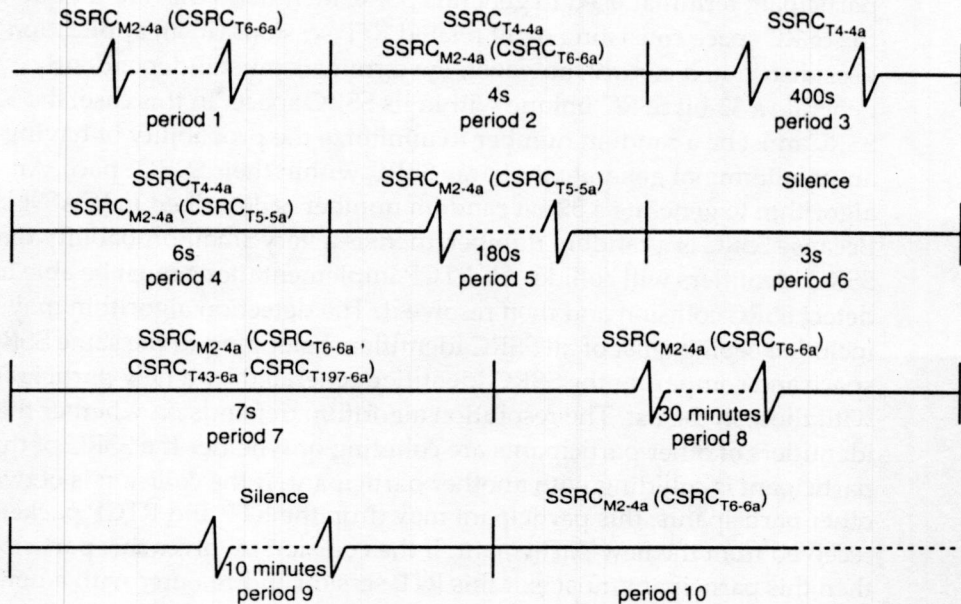 SSRC_M2-4a(CSRC_T6-6a)
period 1
SSRC_T4-4a
SSRC_M2-4a(CSRC_T6-6a)
4s
period 2
SSRC_T4-4a
400s
period 3
SSRC_T4-4a
SSRC_M2-4a(CSRC_T5-5a)
6s
period 4
SSRC_M2-4a(CSRC_T5-5a)
180s
period 5
Silence
3s
period 6
SSRC_M2-4a (CSRC_T6-6a'
CSRC_T43-6a, CSRC_T197-6a)
7s
period 7
SSRC_M2-4a (CSRC_T6-6a)
30 minutes
period 8
Silence
10 minutes
period 9
SSRC_M2-4a (CSRC_T-6a)
period 10